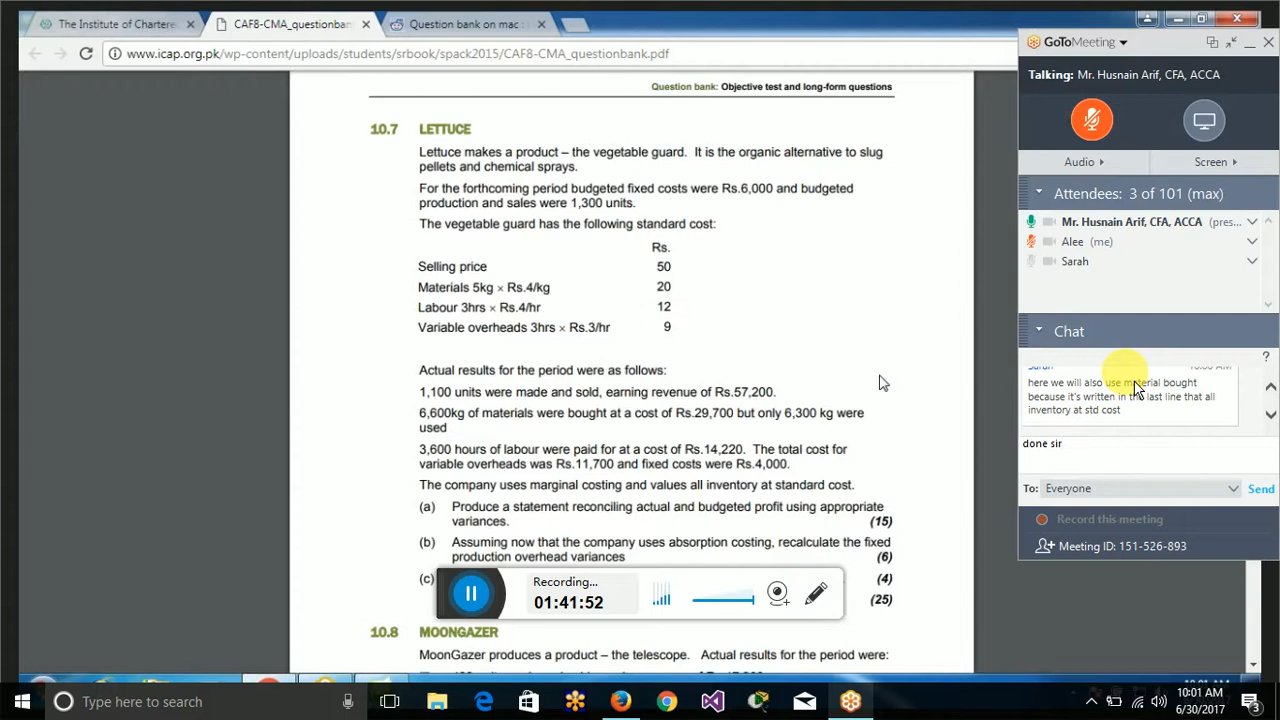 The Institute of Charter
CAF8-CMA_questionban
Question bank on mac :
www.icap.org.pk/wp-content/uploads/students/srbook/spack2015/CAF8-CMA_questionbank.pdf
Question bank: Objective test and long-form questions
10.7 LETTUCE
Lettuce makes a product – the vegetable guard. It is the organic alternative to slug
pellets and chemical sprays.
For the forthcoming period budgeted fixed costs were Rs.6,000 and budgeted
production and sales were 1,300 units.
The vegetable guard has the following standard cost:
Rs.
Selling price 50
Materials 5kg × Rs.4/kg 20
Labour 3hrs × Rs.4/hr 12
Variable overheads 3hrs × Rs.3/hr 9
Actual results for the period were as follows:
1,100 units were made and sold, earning revenue of Rs.57,200.
6,600kg of materials were bought at a cost of Rs.29,700 but only 6,300 kg were
used
3,600 hours of labour were paid for at a cost of Rs.14,220. The total cost for
variable overheads was Rs.11,700 and fixed costs were Rs.4,000.
The company uses marginal costing and values all inventory at standard cost.
(a) Produce a statement reconciling actual and budgeted profit using appropriate
variances. (15)
(b) Assuming now that the company uses absorption costing, recalculate the fixed
production overhead variances (6)
(c) (4)
(25)
10.8 MOONGAZER
MoonGazer produces a product – the telescope. Actual results for the period were:
Recording...
01:41:52
GoToMeeting
Talking: Mr. Husnain Arif, CFA, ACCA
Audio
Screen
Attendees: 3 of 101 (max)
Mr. Husnain Arif, CFA, ACCA (pres...
Alee (me)
Sarah
Chat
?
Sarah
here we will also use material bought
because it's written in the last line that all
inventory at std cost
done sir
To: Everyone
Send
Record this meeting
Meeting ID: 151-526-893
Type here to search
10:01 AM
6/30/2017
3